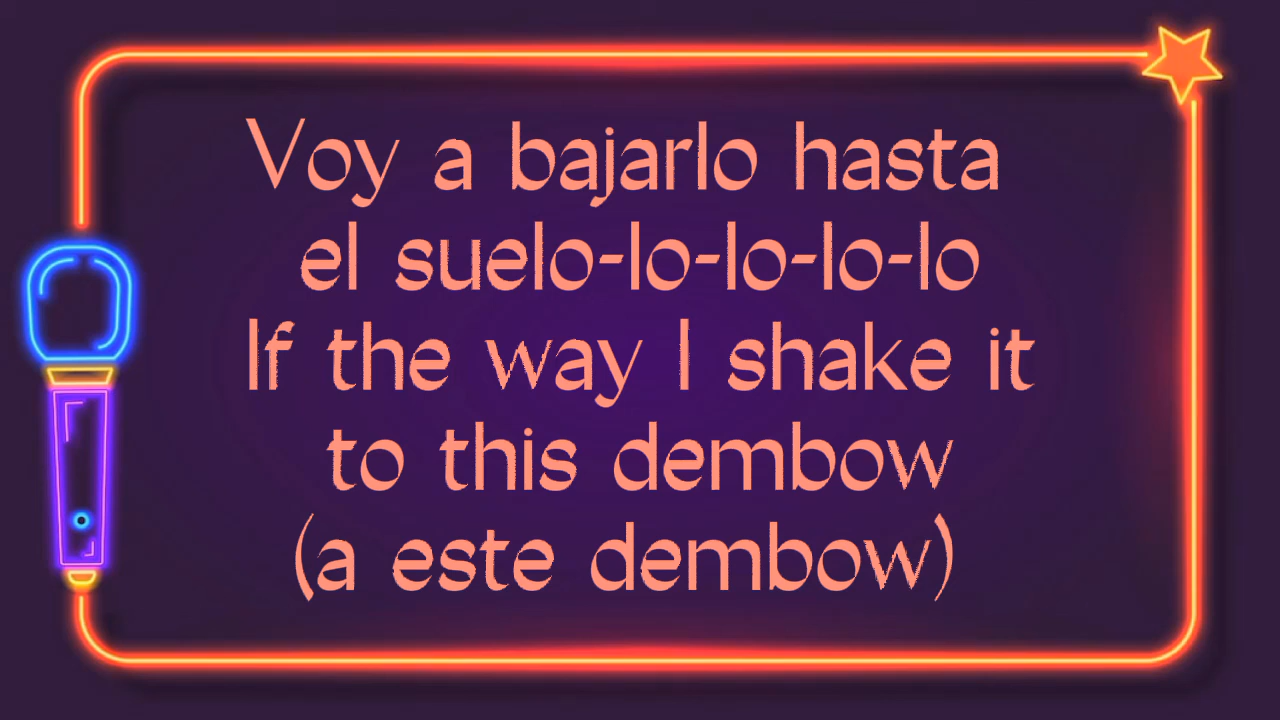 Voy a bajarlo hasta
el suelo-lo-lo-lo-lo
If the way I shake it
to this dembow
(a este dembow)